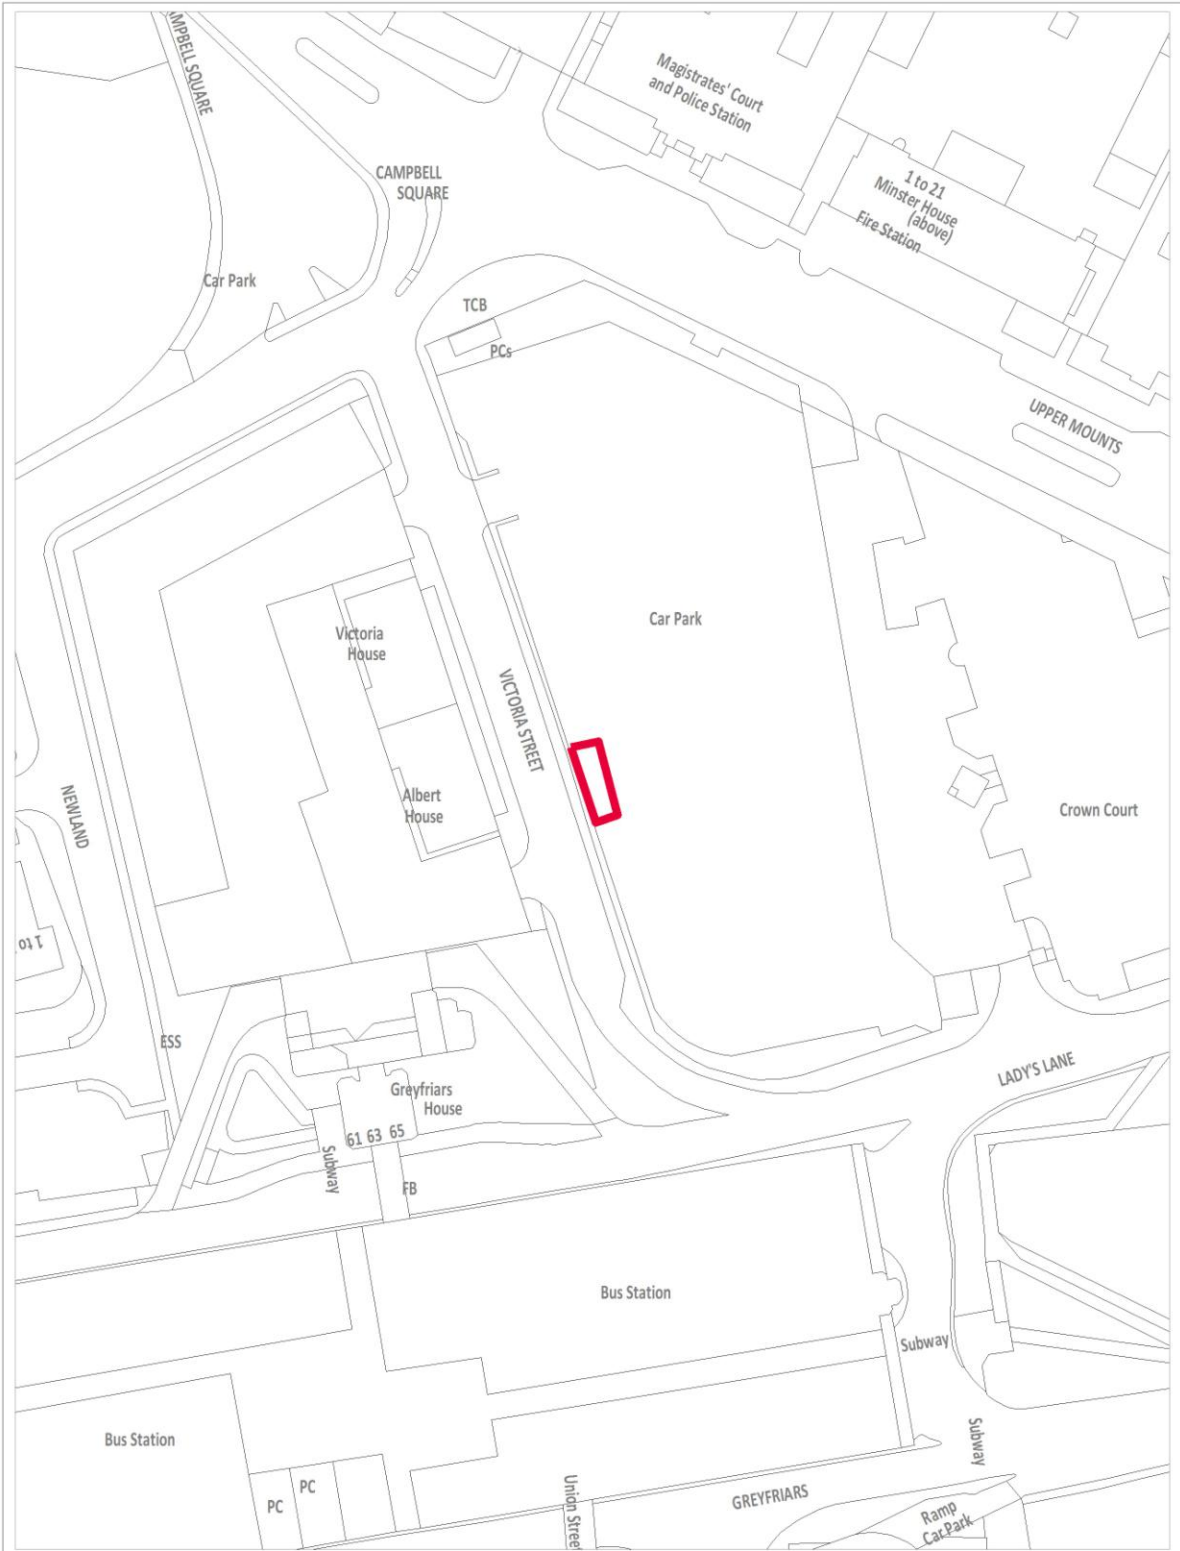 CAMPBELL SQUARE
Magistrates' Court
and Police Station
CAMPBELL
SQUARE
1 to 21
Minster House
(above)
Fire Station
Car Park
TCB
PCs
UPPER MOUNTS
Car Park
Victoria
House
VICTORIA STREET
NEWLAND
Albert
House
Crown Court
1 to
ESS
LADY'S LANE
Greyfriars
House
61 63 65
Subway
FB
Bus Station
Subway
Bus Station
Subway
PC
PC
Union Street
GREYFRIARS
Ramp
Car Park